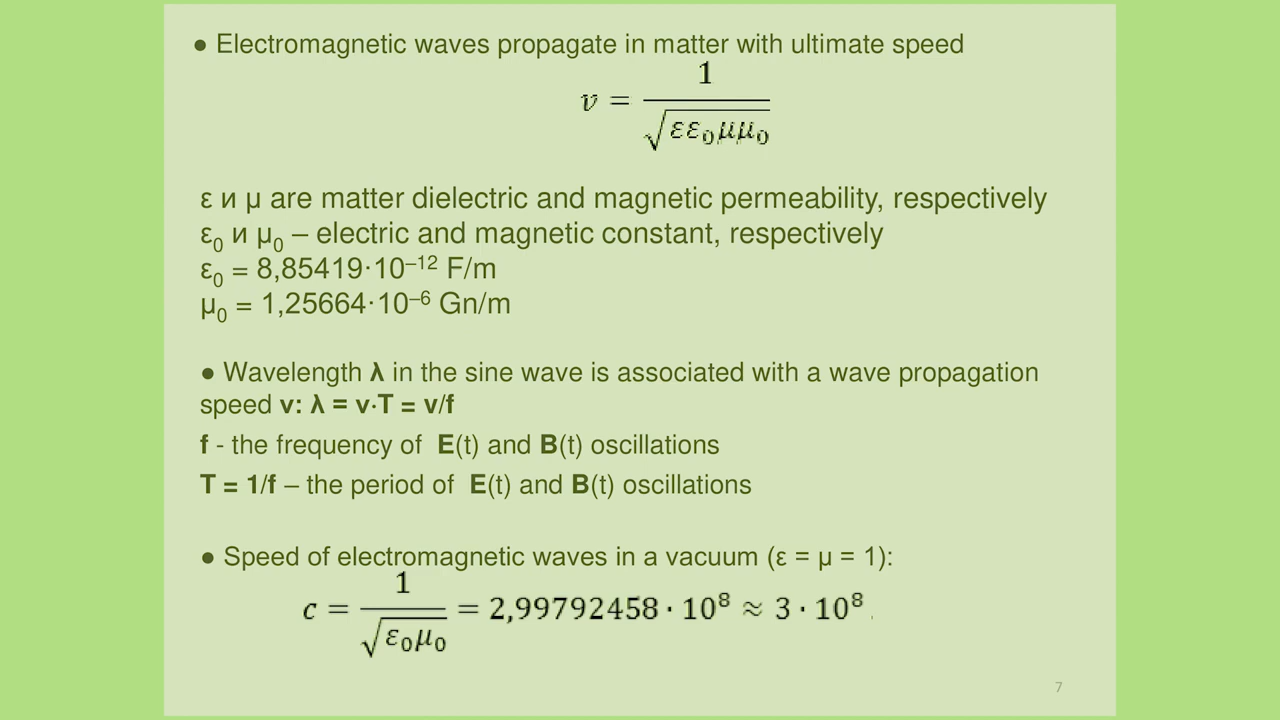 ● Electromagnetic waves propagate in matter with ultimate speed
v = 1 / √(εε₀μμ₀)
ε и μ are matter dielectric and magnetic permeability, respectively
ε₀ и μ₀ – electric and magnetic constant, respectively
ε₀ = 8,85419·10⁻¹² F/m
μ₀ = 1,25664·10⁻⁶ Gn/m
● Wavelength λ in the sine wave is associated with a wave propagation
speed v: λ = v·T = v/f
f - the frequency of E(t) and B(t) oscillations
T = 1/f – the period of E(t) and B(t) oscillations
● Speed of electromagnetic waves in a vacuum (ε = μ = 1):
c = 1 / √(ε₀μ₀) = 2,99792458 · 10⁸ ≈ 3 · 10⁸
7